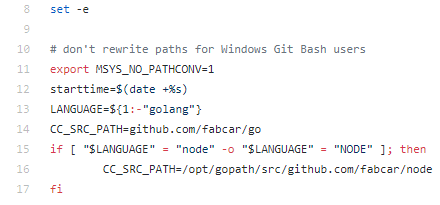 8 set -e
9
10 # don't rewrite paths for Windows Git Bash users
11 export MSYS_NO_PATHCONV=1
12 starttime=$(date +%s)
13 LANGUAGE=${1:-"golang"}
14 CC_SRC_PATH=github.com/fabcar/go
15 if [ "$LANGUAGE" = "node" -o "$LANGUAGE" = "NODE" ]; then
16 CC_SRC_PATH=/opt/gopath/src/github.com/fabcar/node
17 fi